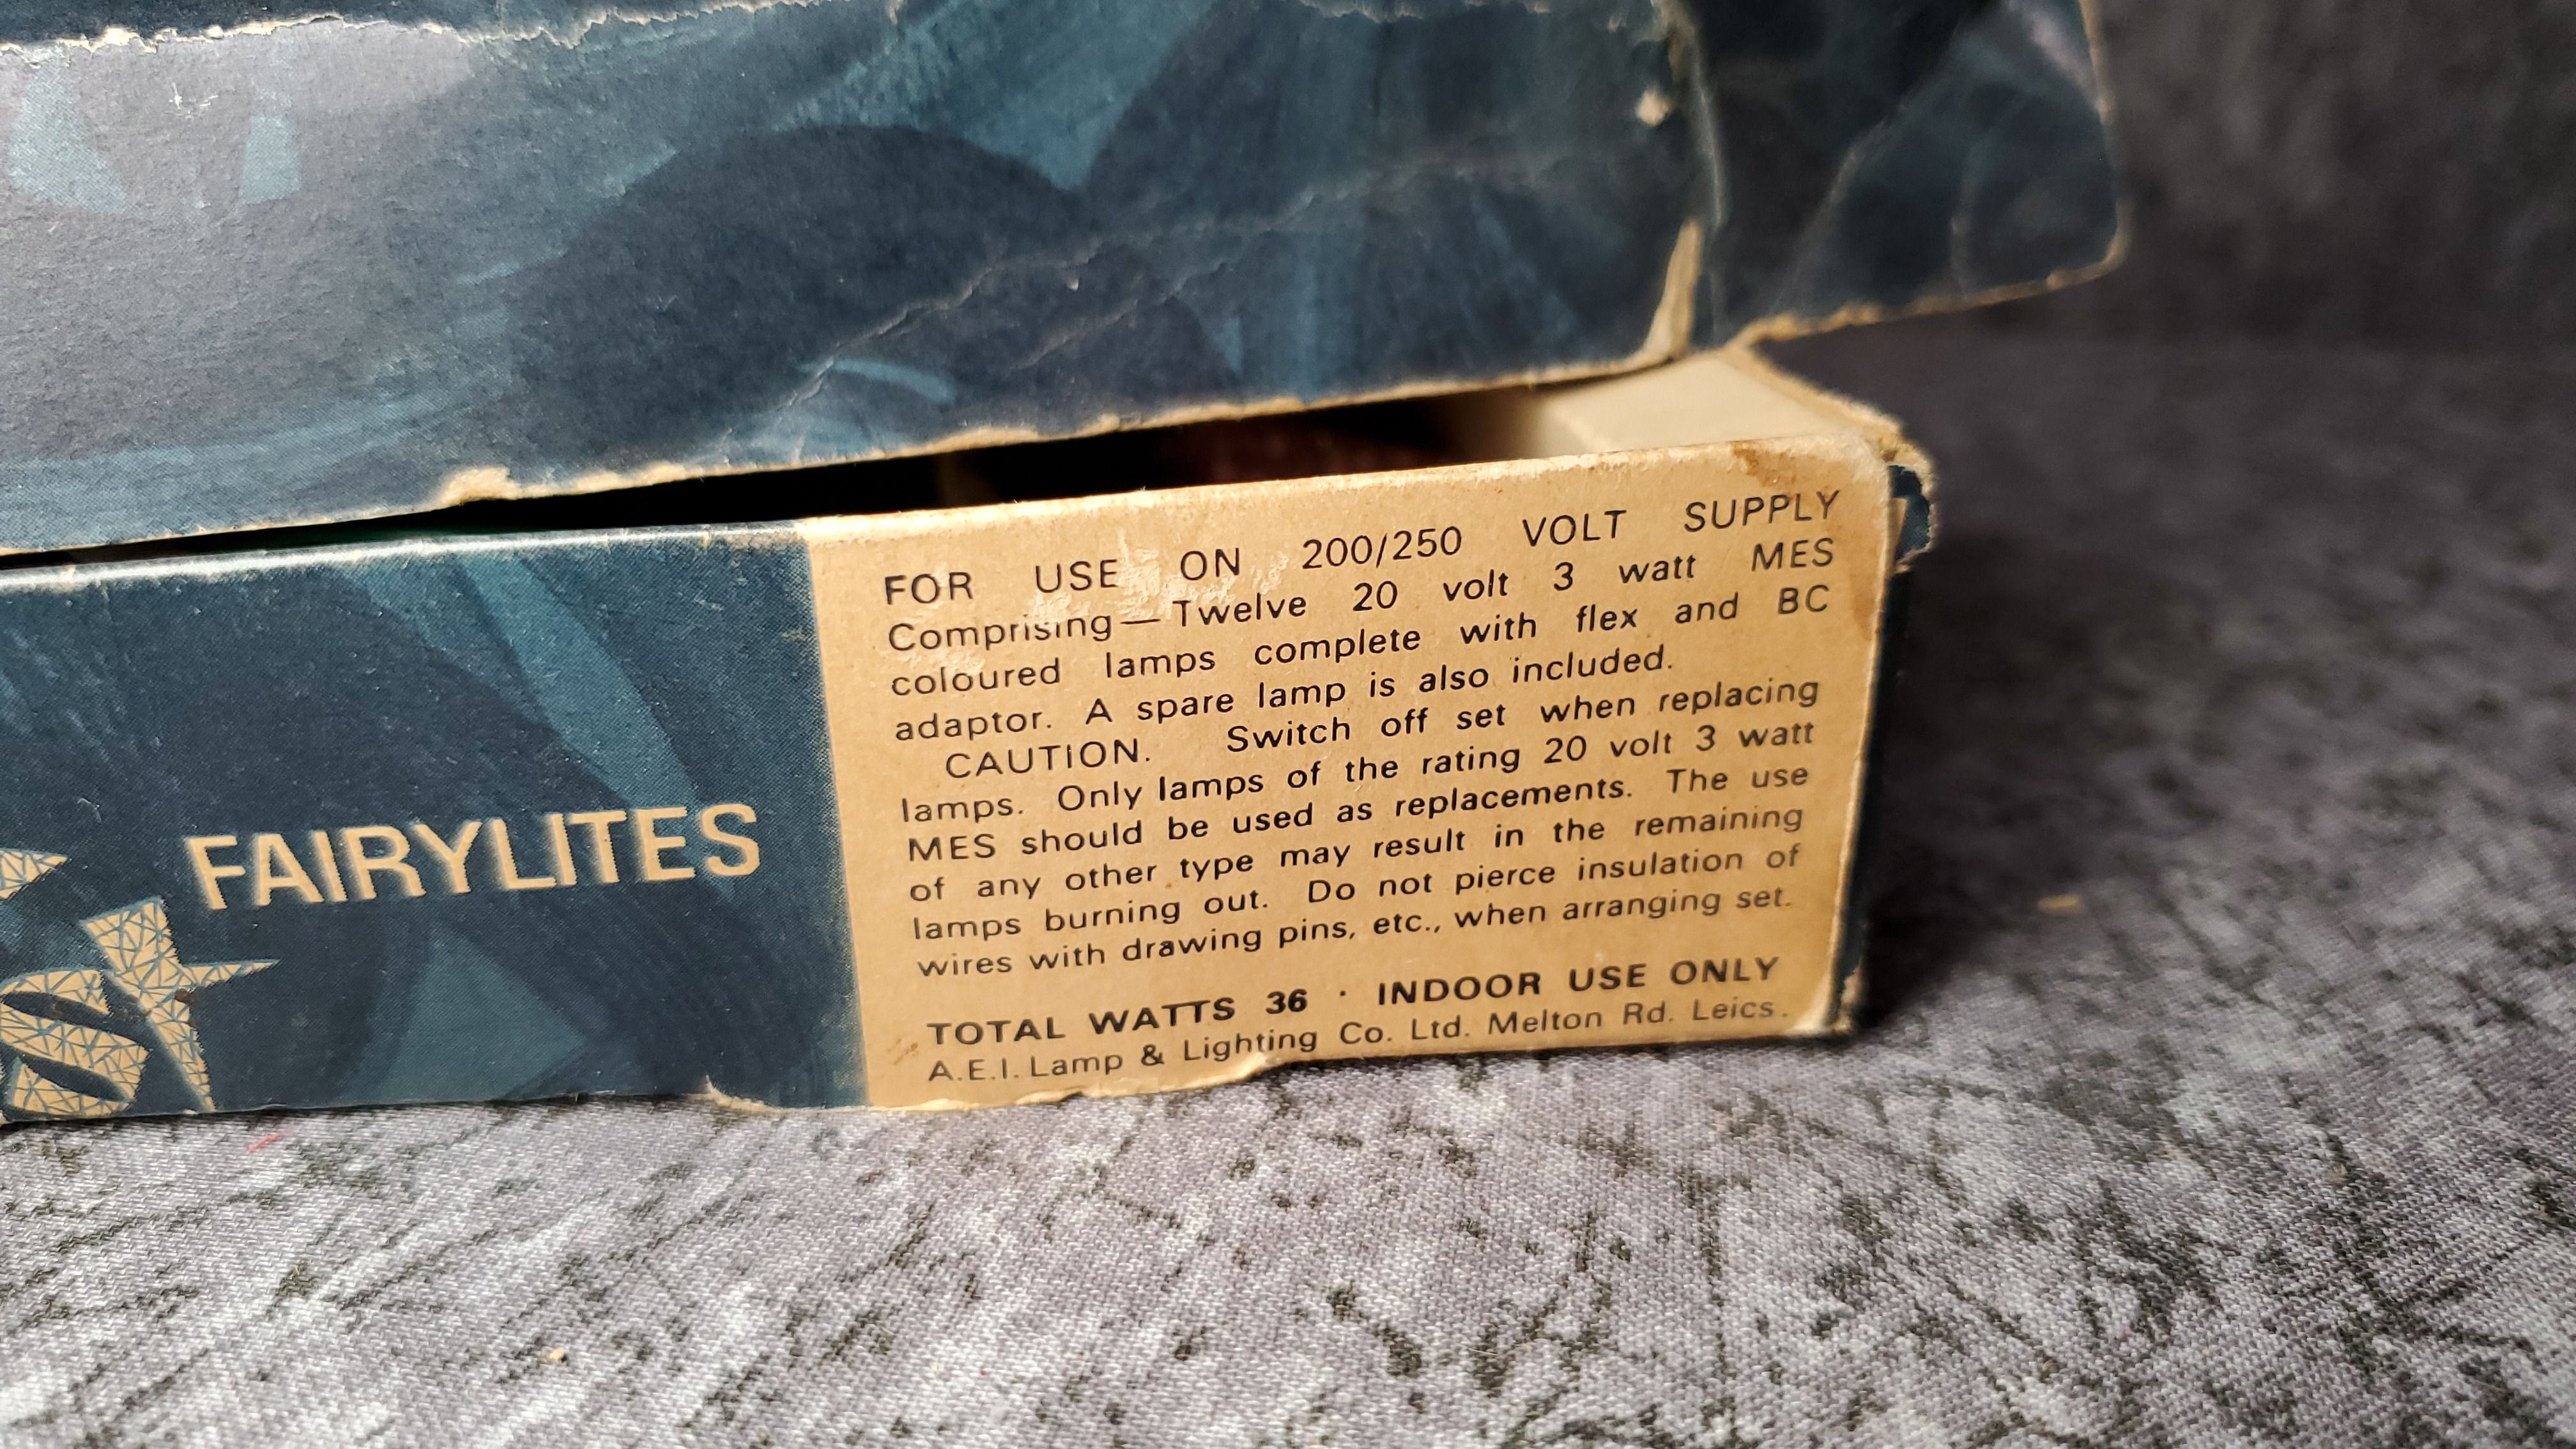 FAIRYLITES
ST
FOR USE ON 200/250 VOLT SUPPLY
Comprising — Twelve 20 volt 3 watt MES
coloured lamps complete with flex and BC
adaptor. A spare lamp is also included.
CAUTION. Switch off set when replacing
lamps. Only lamps of the rating 20 volt 3 watt
MES should be used as replacements. The use
of any other type may result in the remaining
lamps burning out. Do not pierce insulation of
wires with drawing pins, etc., when arranging set.
TOTAL WATTS 36 · INDOOR USE ONLY
A.E.I. Lamp & Lighting Co. Ltd. Melton Rd. Leics.